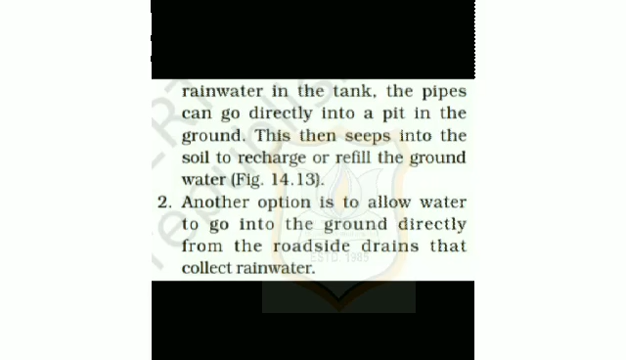 rainwater in the tank, the pipes
can go directly into a pit in the
ground. This then seeps into the
soil to recharge or refill the ground
water (Fig. 14.13).
2. Another option is to allow water
to go into the ground directly
from the roadside drains that
collect rainwater.
ESTD 1985